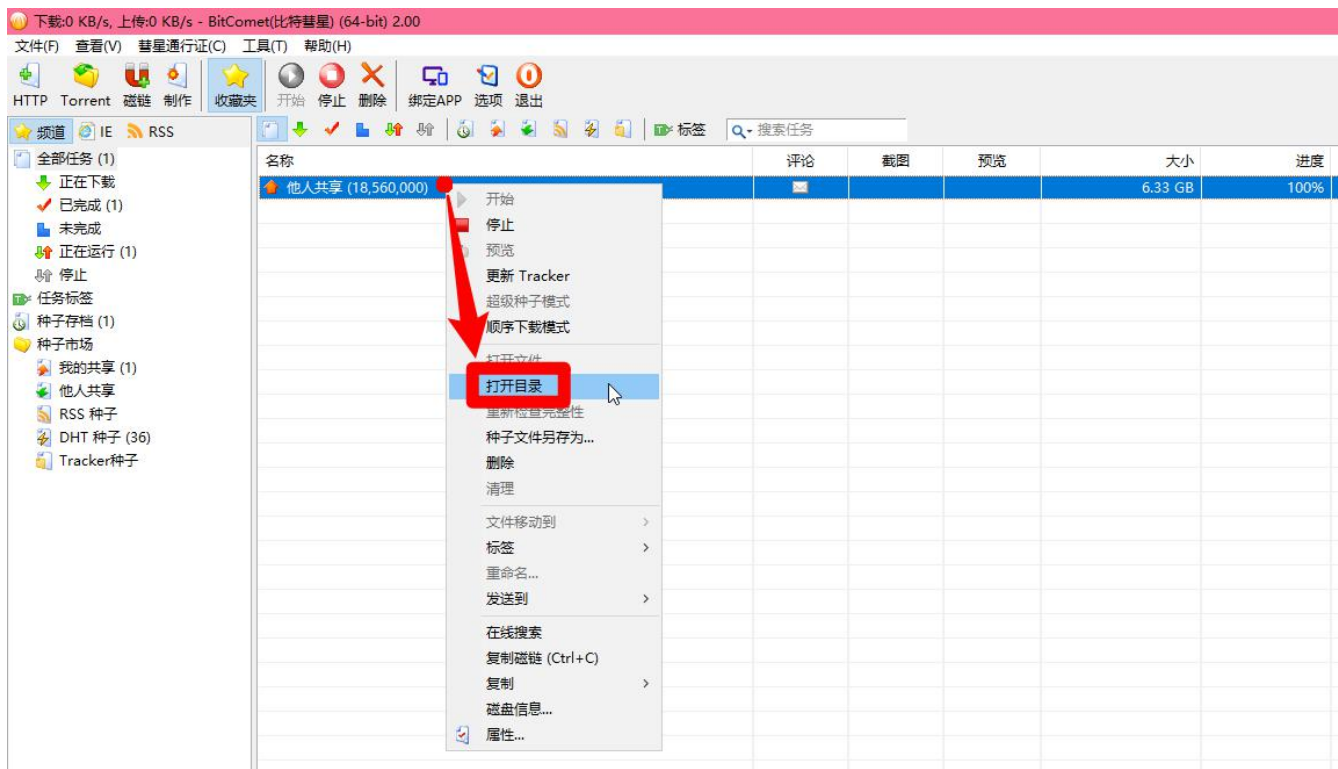 下载:0 KB/s, 上传:0 KB/s - BitComet(比特彗星) (64-bit) 2.00
文件(F) 查看(V) 彗星通行证(C) 工具(T) 帮助(H)
HTTP Torrent 磁链 制作 收藏夹 开始 停止 删除 绑定APP 选项 退出
频道 IE RSS 标签 搜索任务
全部任务 (1)
正在下载
已完成 (1)
未完成
正在运行 (1)
停止
任务标签
种子存档 (1)
种子市场
我的共享 (1)
他人共享
RSS 种子
DHT 种子 (36)
Tracker种子
名称 评论 截图 预览 大小 进度
他人共享 (18,560,000) 6.33 GB 100%
开始
停止
预览
更新 Tracker
超级种子模式
顺序下载模式
打开文件
打开目录
重新检查完整性
种子文件另存为...
删除
清理
文件移动到
标签
重命名...
发送到
在线搜索
复制磁链 (Ctrl+C)
复制
磁盘信息...
属性...